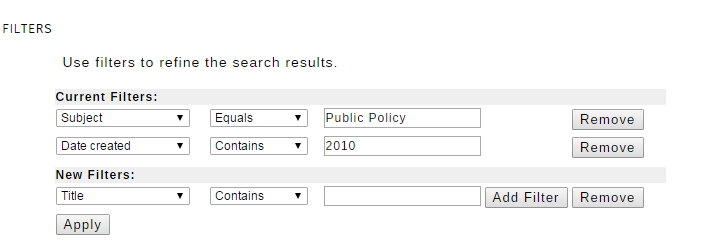 FILTERS
Use filters to refine the search results.
Current Filters:
Subject Equals Public Policy Remove
Date created Contains 2010 Remove
New Filters:
Title Contains Add Filter Remove
Apply